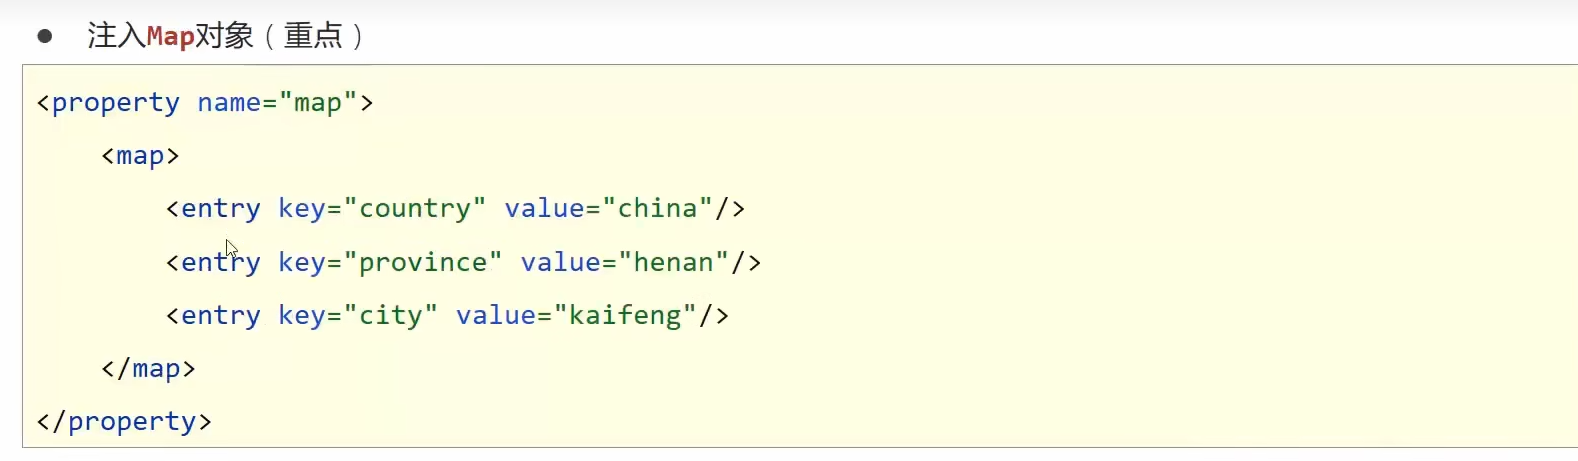 ● 注入Map对象（重点）
<property name="map">
    <map>
        <entry key="country" value="china"/>
        <entry key="province" value="henan"/>
        <entry key="city" value="kaifeng"/>
    </map>
</property>